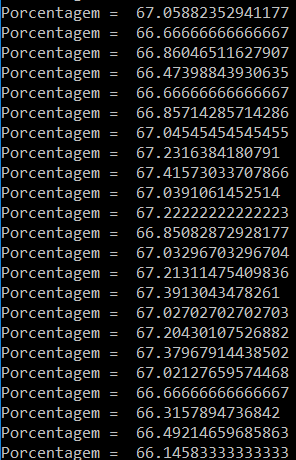 Porcentagem =  67.05882352941177
Porcentagem =  66.66666666666667
Porcentagem =  66.86046511627907
Porcentagem =  66.47398843930635
Porcentagem =  66.66666666666667
Porcentagem =  66.85714285714286
Porcentagem =  67.04545454545455
Porcentagem =  67.2316384180791
Porcentagem =  67.41573033707866
Porcentagem =  67.0391061452514
Porcentagem =  67.22222222222223
Porcentagem =  66.85082872928177
Porcentagem =  67.03296703296704
Porcentagem =  67.21311475409836
Porcentagem =  67.3913043478261
Porcentagem =  67.02702702702703
Porcentagem =  67.20430107526882
Porcentagem =  67.37967914438502
Porcentagem =  67.02127659574468
Porcentagem =  66.66666666666667
Porcentagem =  66.3157894736842
Porcentagem =  66.49214659685863
Porcentagem =  66.14583333333333